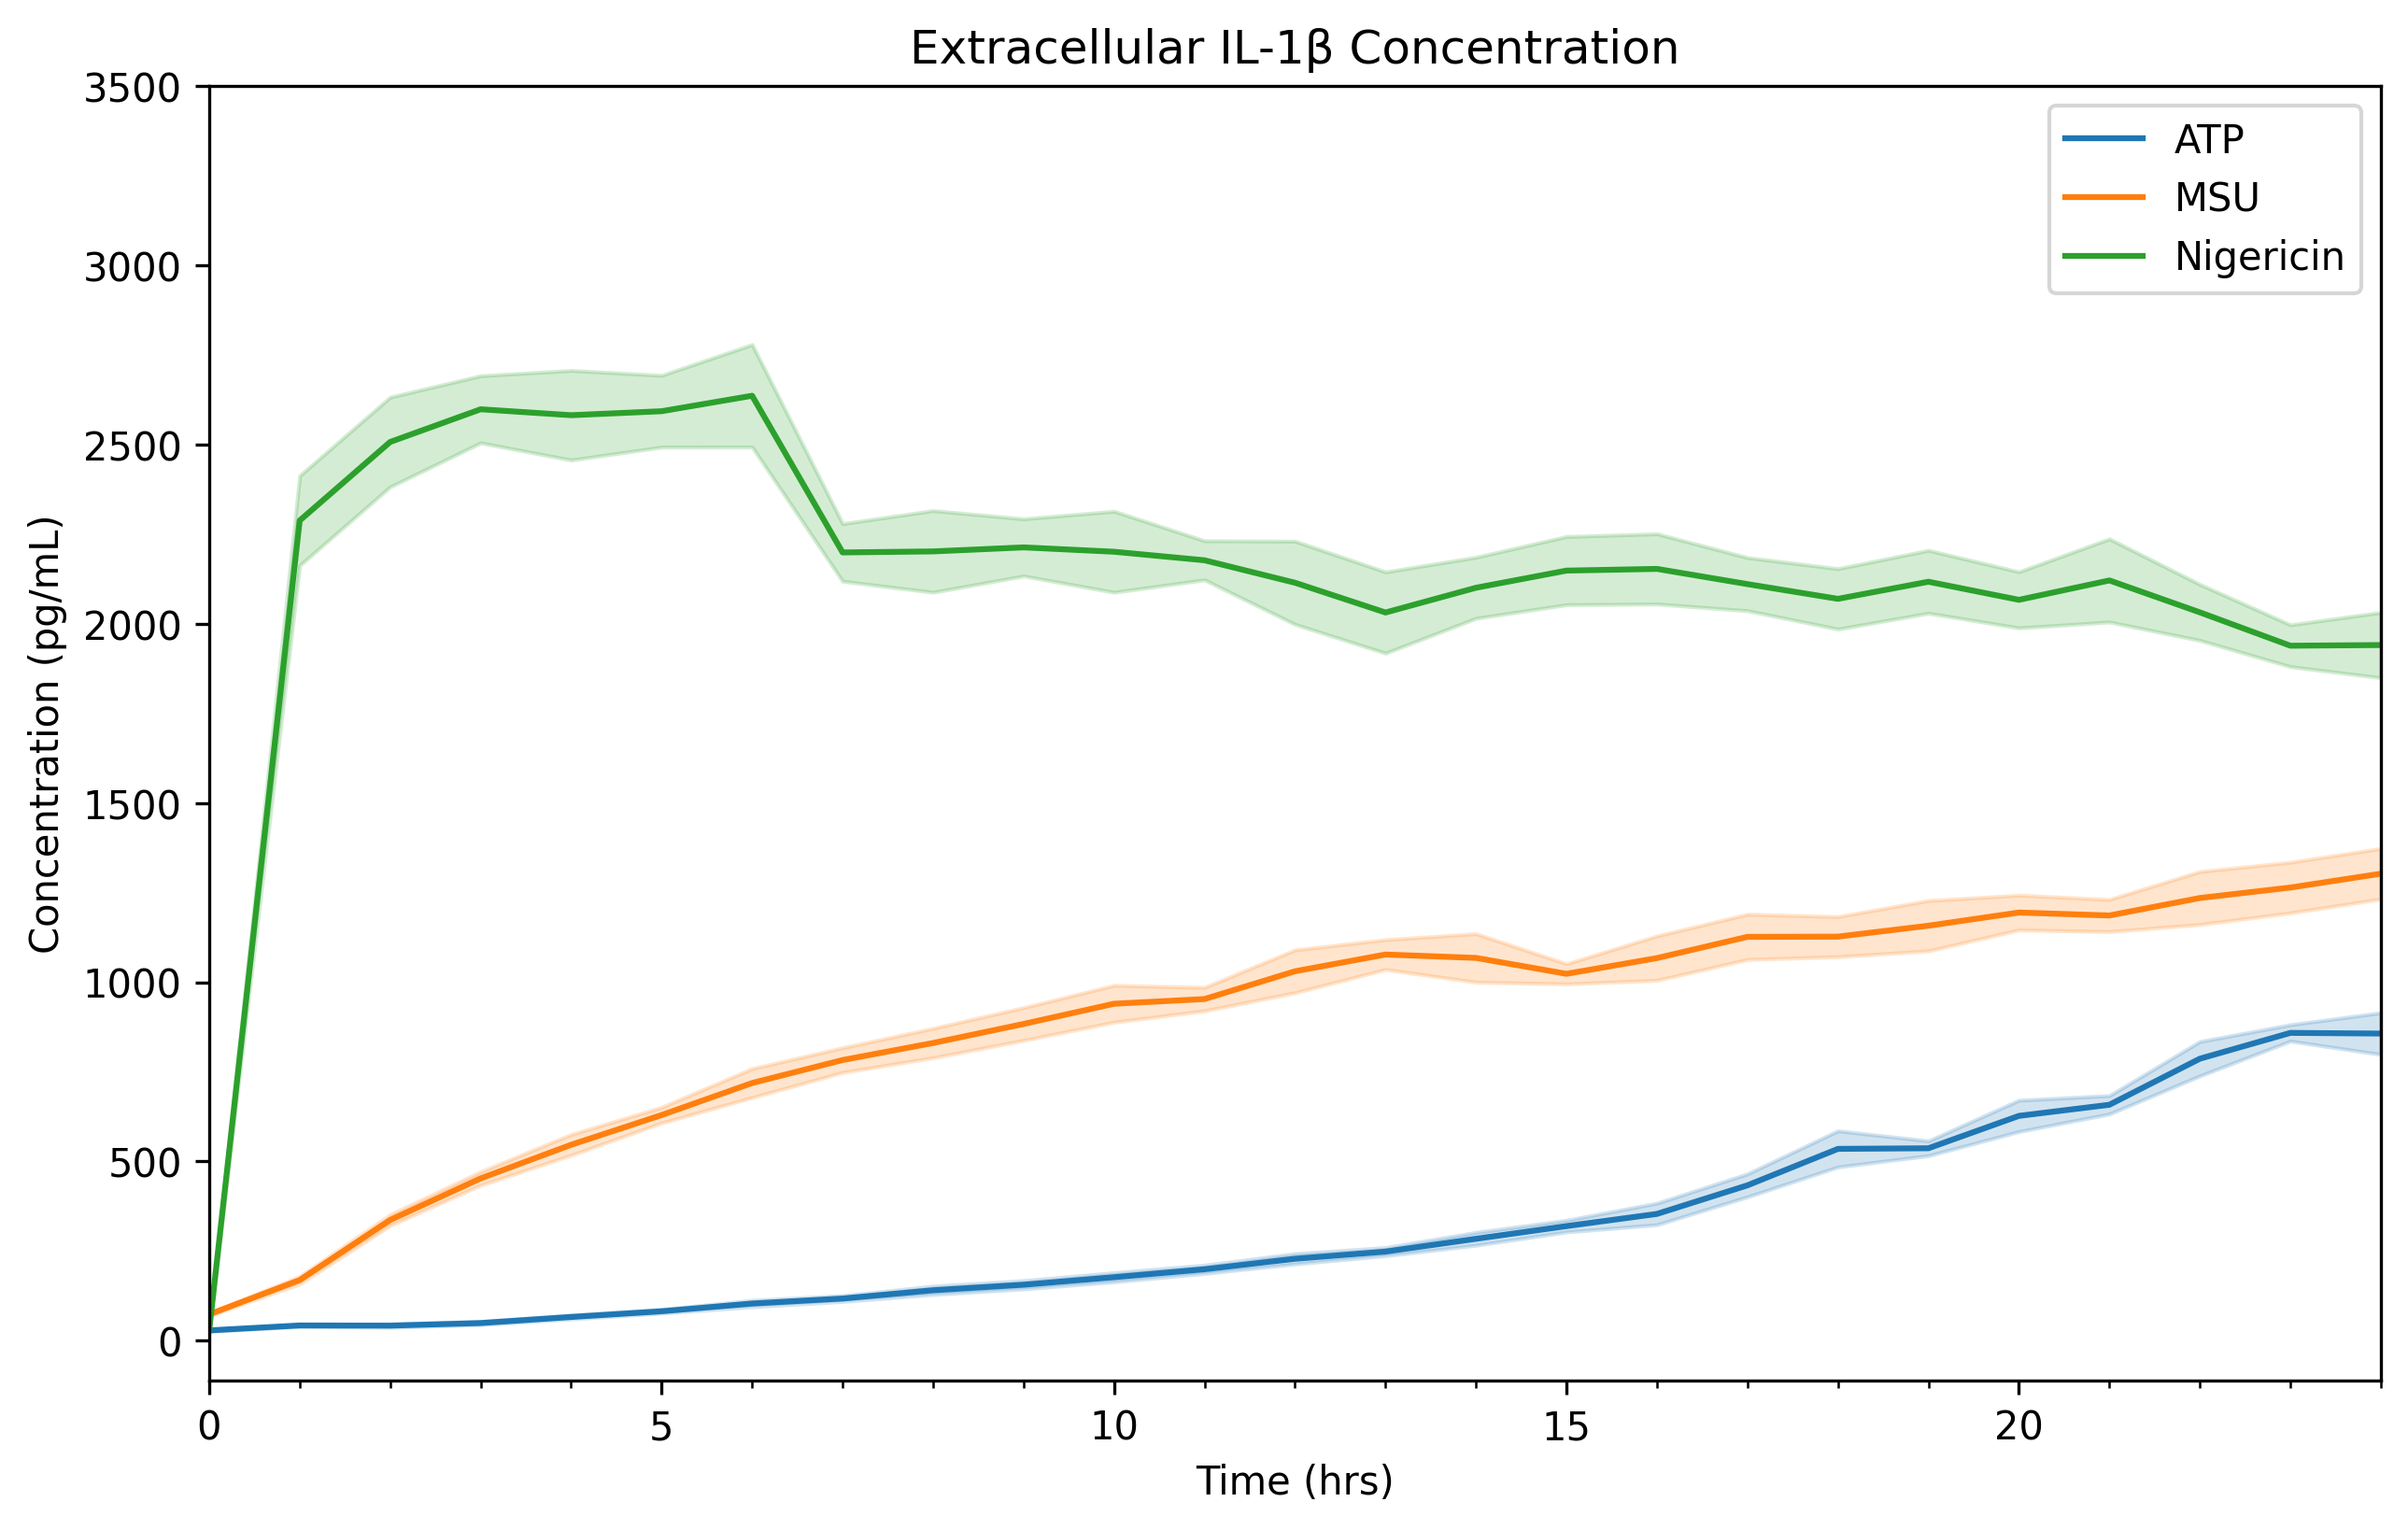 Extracellular IL-1β Concentration
3500
3000
2500
2000
1500
1000
500
0
Concentration (pg/mL)
ATP
MSU
Nigericin
0 5 10 15 20
Time (hrs)